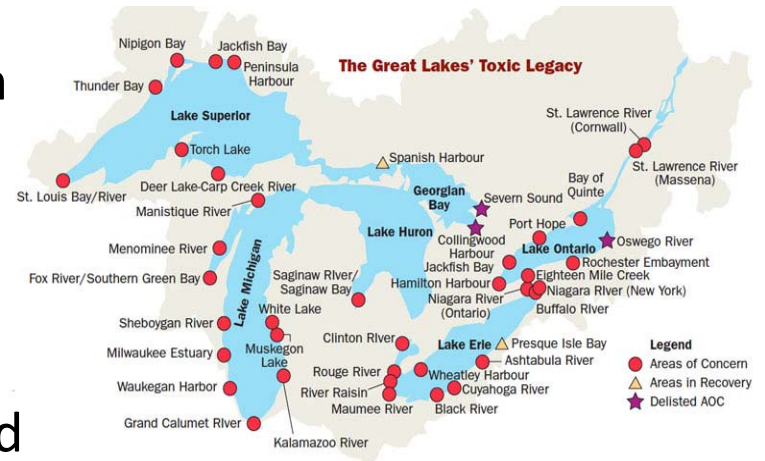 n
d
The Great Lakes' Toxic Legacy
Nipigon Bay
Jackfish Bay
Peninsula
Harbour
Thunder Bay
Lake Superior
Torch Lake
St. Louis Bay/River
Deer Lake-Carp Creek River
Manistique River
Spanish Harbour
Georgian
Bay
Severn Sound
Collingwood
Harbour
St. Lawrence River
(Cornwall)
St. Lawrence River
(Massena)
Bay of
Quinte
Port Hope
Lake Ontario
Oswego River
Jackfish Bay
Rochester Embayment
Hamilton Harbour
Eighteen Mile Creek
Niagara River
(Ontario)
Niagara River (New York)
Buffalo River
Lake Huron
Menominee River
Fox River/Southern Green Bay
Lake Michigan
Saginaw River/
Saginaw Bay
White Lake
Muskegon
Lake
Sheboygan River
Milwaukee Estuary
Waukegan Harbor
Grand Calumet River
Kalamazoo River
Clinton River
Lake Erie
Presque Isle Bay
Ashtabula River
Rouge River
Wheatley Harbour
River Raisin
Cuyahoga River
Maumee River
Black River
Legend
Areas of Concern
Areas in Recovery
Delisted AOC